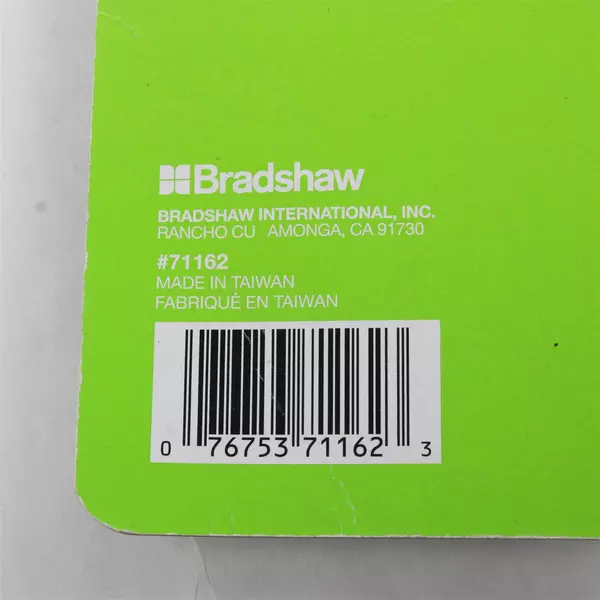 Bradshaw
BRADSHAW INTERNATIONAL, INC.
RANCHO CU AMONGA, CA 91730
#71162
MADE IN TAIWAN
FABRIQUÉ EN TAIWAN
0 76753 71162 3